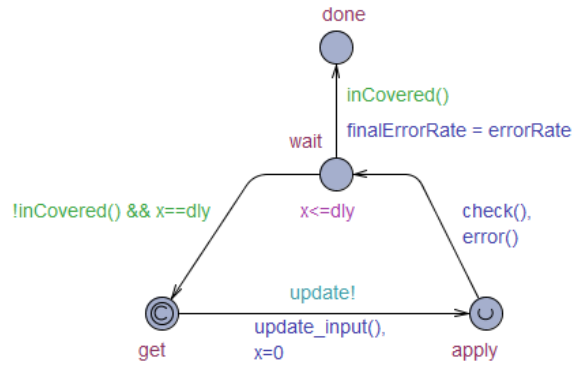 done
inCovered()
finalErrorRate = errorRate
wait
!inCovered() && x==dly
x<=dly
check(),
error()
update!
update_input(),
x=0
get
apply